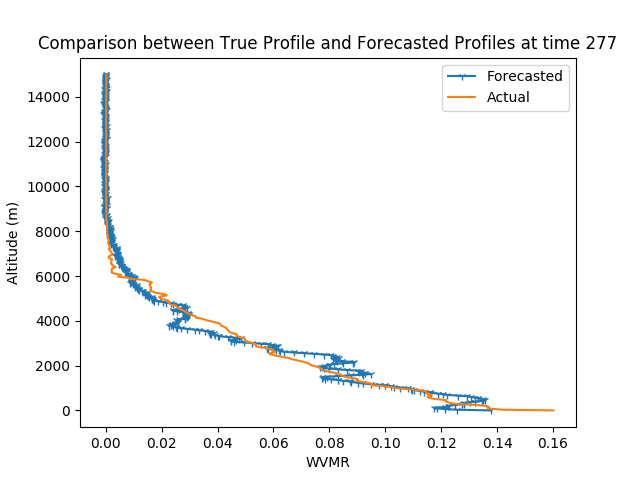 Comparison between True Profile and Forecasted Profiles at time 277
Forecasted
Actual
Altitude (m)
14000
12000
10000
8000
6000
4000
2000
0
0.00 0.02 0.04 0.06 0.08 0.10 0.12 0.14 0.16
WVMR